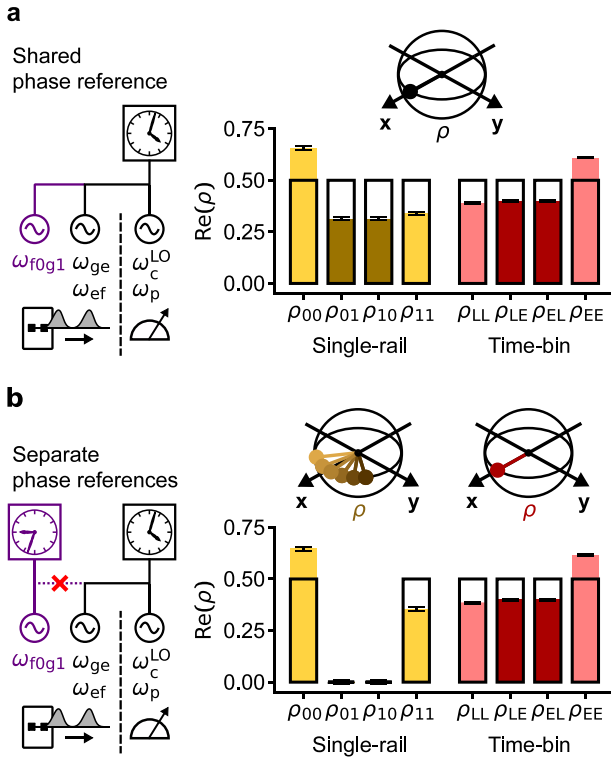 a
Shared
phase reference
ω_f0g1 ω_ge ω_c^LO
ω_ef ω_p
x ρ y
Re(ρ)
0.75
0.50
0.25
0.00
ρ_00 ρ_01 ρ_10 ρ_11 ρ_LL ρ_LE ρ_EL ρ_EE
Single-rail Time-bin
b
Separate
phase references
ω_f0g1 ω_ge ω_c^LO
ω_ef ω_p
x ρ y x ρ y
Re(ρ)
0.75
0.50
0.25
0.00
ρ_00 ρ_01 ρ_10 ρ_11 ρ_LL ρ_LE ρ_EL ρ_EE
Single-rail Time-bin